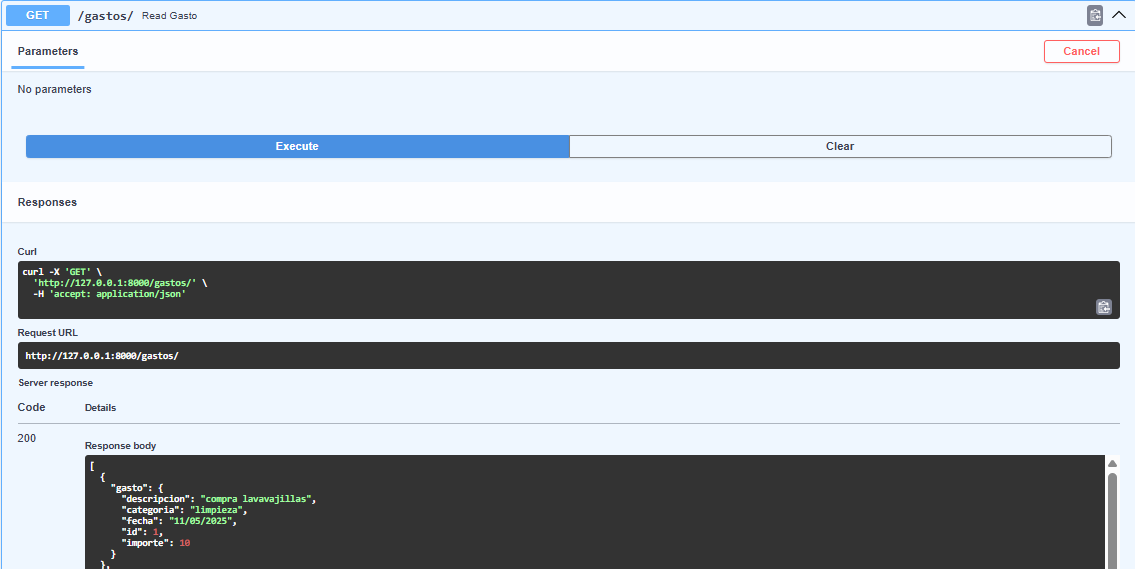 GET /gastos/ Read Gasto
Parameters
Cancel
No parameters
Execute
Clear
Responses
Curl
curl -X 'GET' \
  'http://127.0.0.1:8000/gastos/' \
  -H 'accept: application/json'
Request URL
http://127.0.0.1:8000/gastos/
Server response
Code Details
200
Response body
[
  {
    "gasto": {
      "descripcion": "compra lavavajillas",
      "categoria": "limpieza",
      "fecha": "11/05/2025",
      "id": 1,
      "importe": 10
    }
  },